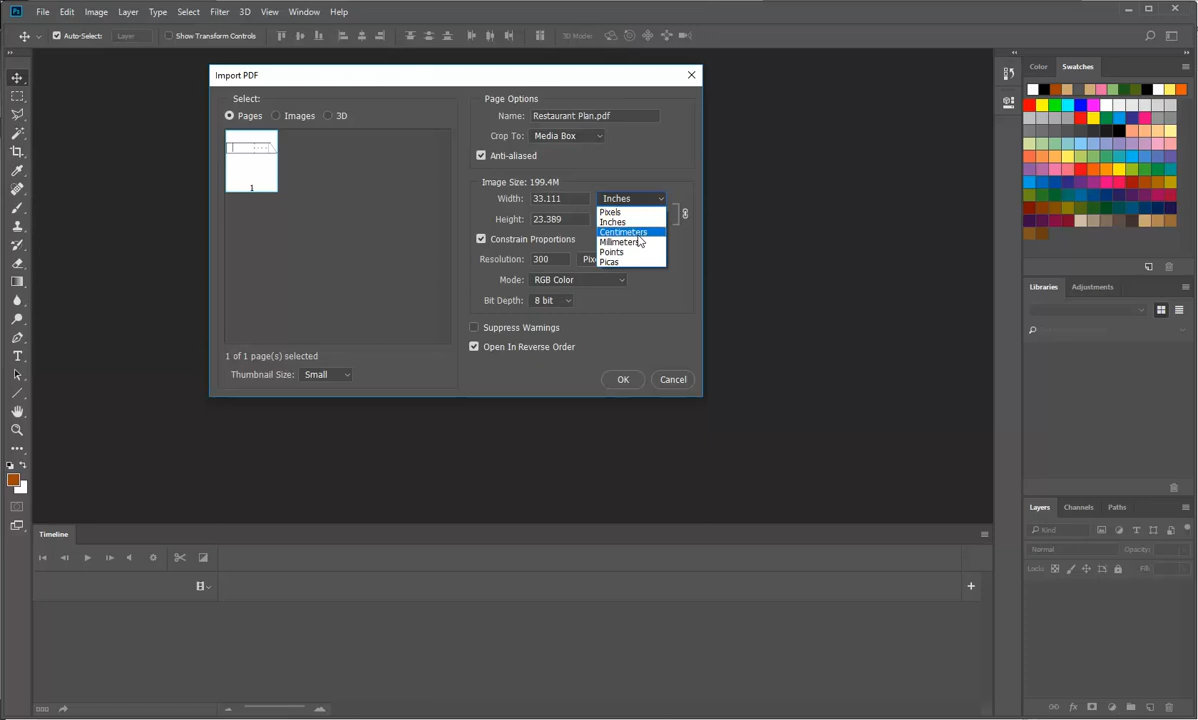 Ps File Edit Image Layer Type Select Filter 3D View Window Help
Auto-Select: Layer Show Transform Controls 3D Mode:
Import PDF
Select:
Pages Images 3D
1
1 of 1 page(s) selected
Thumbnail Size: Small
Page Options
Name: Restaurant Plan.pdf
Crop To: Media Box
Anti-aliased
Image Size: 199.4M
Width: 33.111 Inches
Height: 23.389
Pixels
Inches
Centimeters
Millimeters
Points
Picas
Constrain Proportions
Resolution: 300
Mode: RGB Color
Bit Depth: 8 bit
Suppress Warnings
Open In Reverse Order
OK Cancel
Color Swatches
Libraries Adjustments
Layers Channels Paths
Kind
Normal Opacity:
Lock: Fill:
Timeline